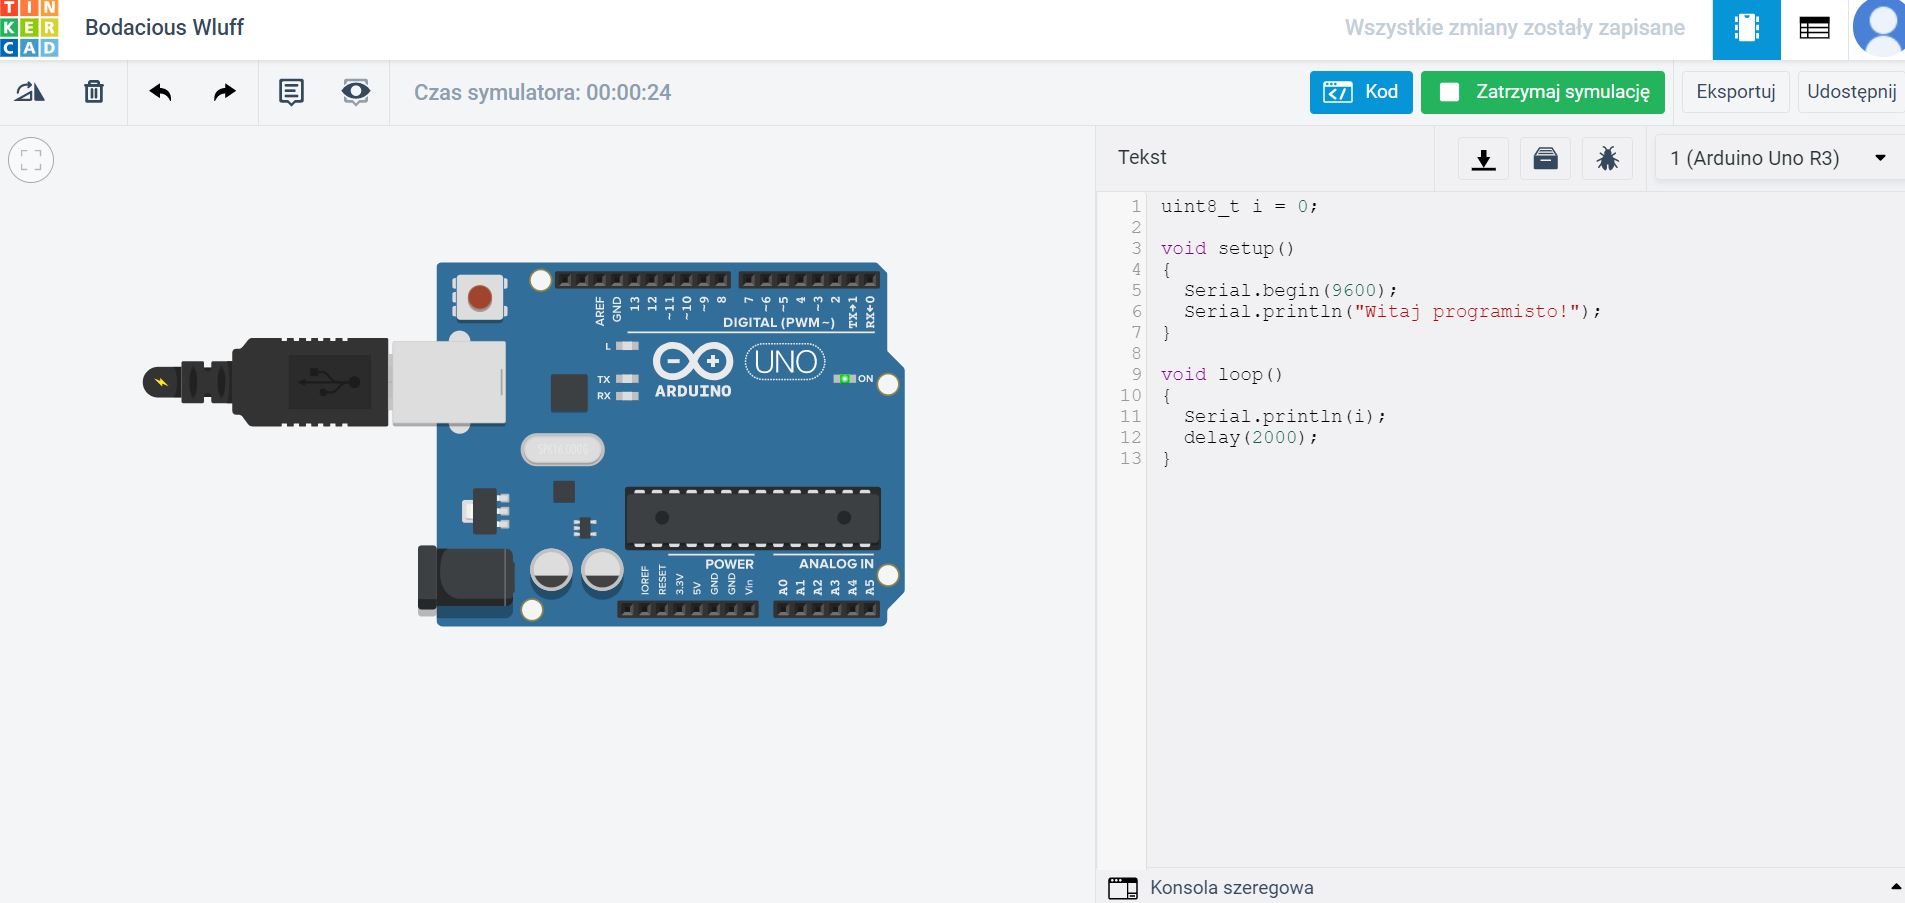 TIN
KER
CAD
Bodacious Wluff
Wszystkie zmiany zostały zapisane
Czas symulatora: 00:00:24
Kod
Zatrzymaj symulację
Eksportuj
Udostępnij
Tekst
1 (Arduino Uno R3)
1 uint8_t i = 0;
2
3 void setup()
4 {
5 Serial.begin(9600);
6 Serial.println("Witaj programisto!");
7 }
8
9 void loop()
10 {
11 Serial.println(i);
12 delay(2000);
13 }
Konsola szeregowa
AREF GND 13 12 ~11 ~10 ~9 8 7 ~6 ~5 4 ~3 2 TX→1 RX←0
DIGITAL (PWM~)
L
TX
RX
UNO
ARDUINO
ON
SPK16.000G
POWER
ANALOG IN
IOREF RESET 3.3V 5V GND GND Vin A0 A1 A2 A3 A4 A5